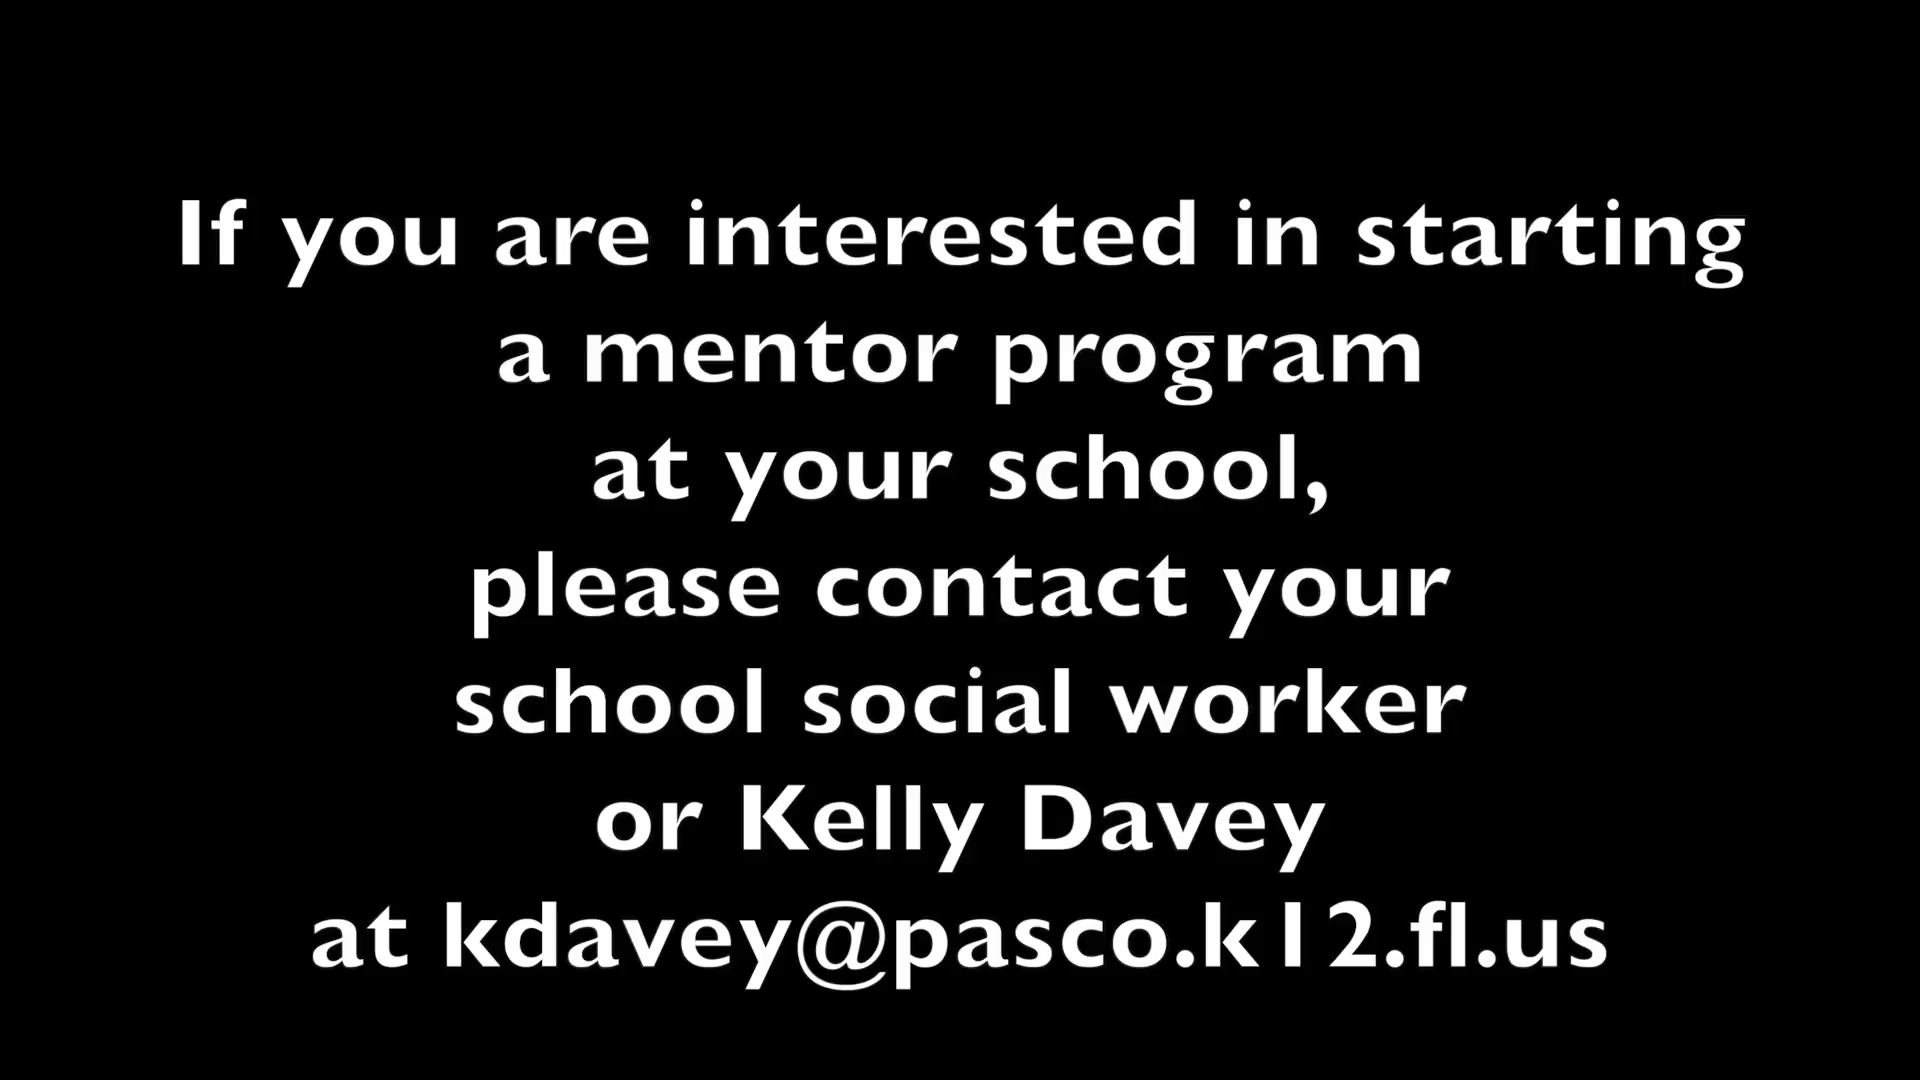 If you are interested in starting
a mentor program
at your school,
please contact your
school social worker
or Kelly Davey
at kdavey@pasco.k12.fl.us